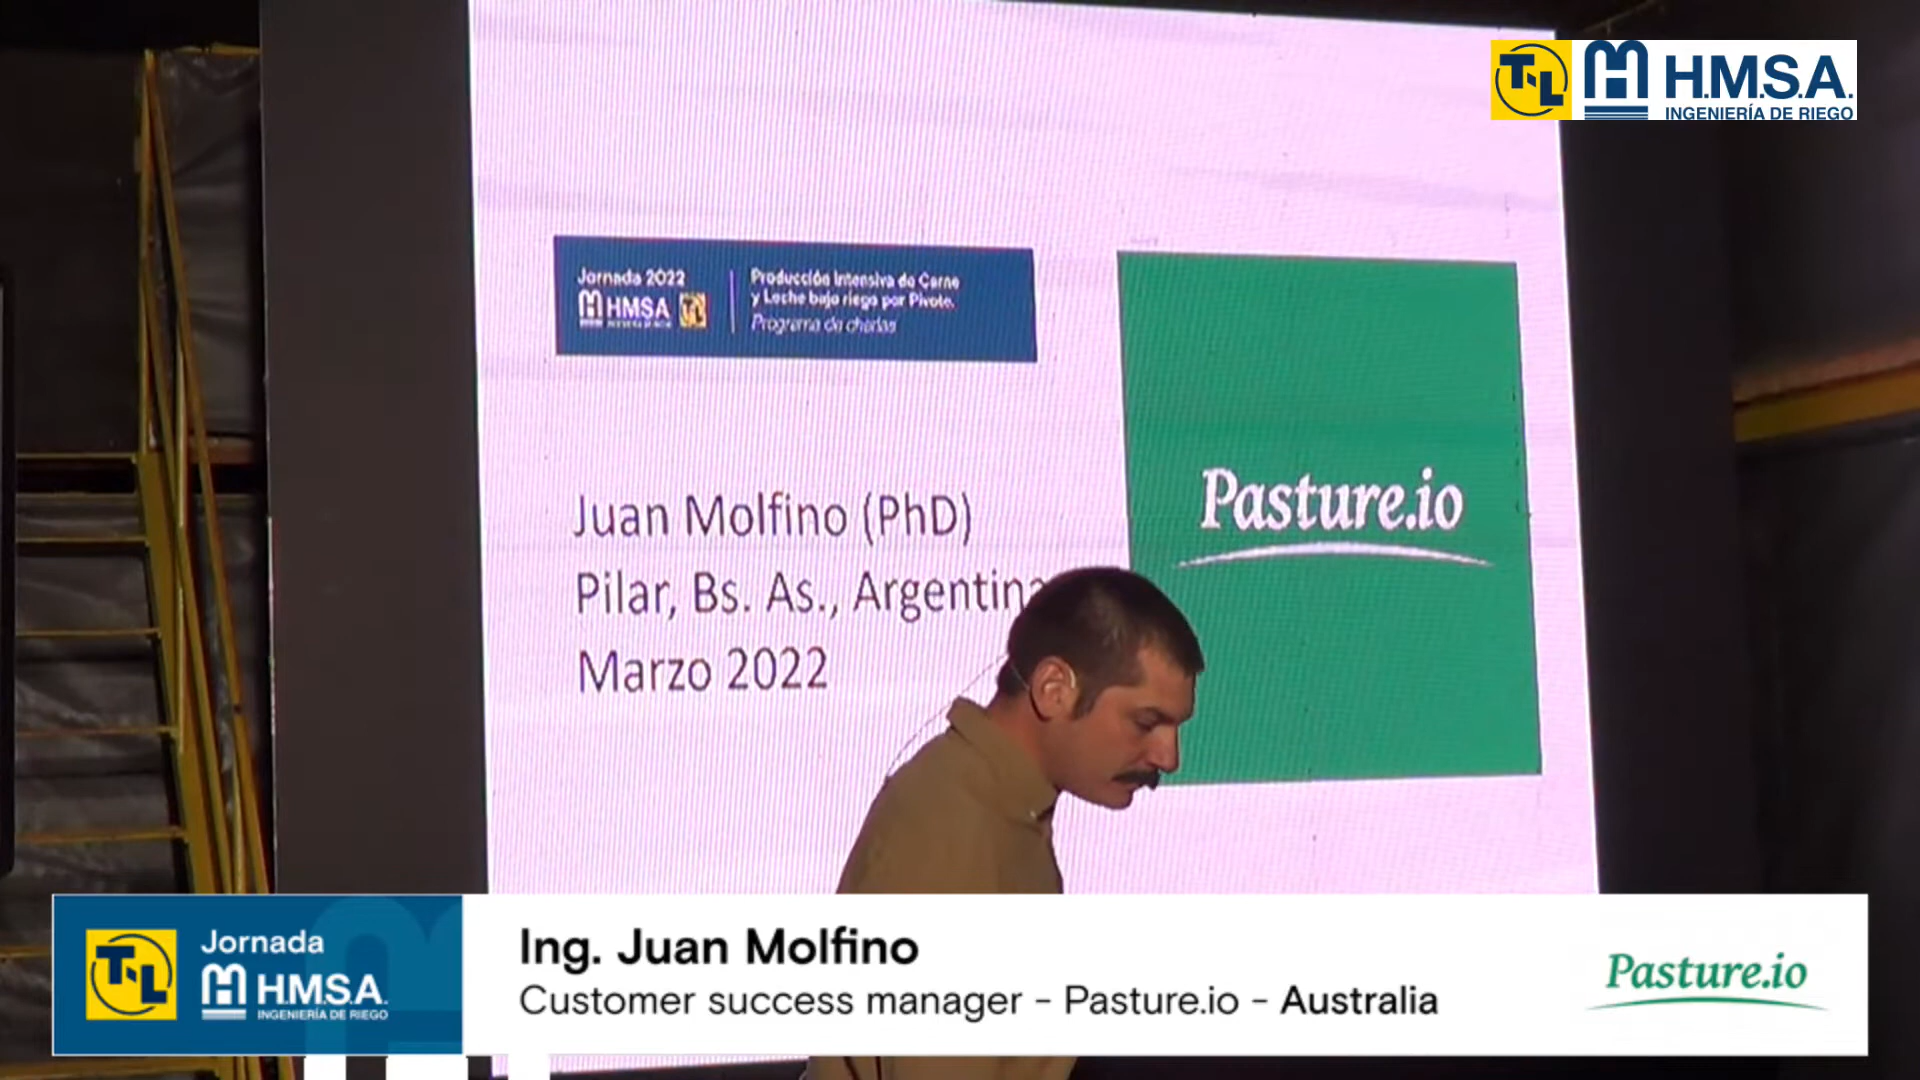 T-L H.M.S.A.
INGENIERÍA DE RIEGO
Jornada 2022
HMSA T-L
Producción Intensiva de Carne
y Leche bajo riego por Pivote.
Programa de charlas
Pasture.io
Juan Molfino (PhD)
Pilar, Bs. As., Argentina
Marzo 2022
T-L
Jornada
H.M.S.A.
INGENIERÍA DE RIEGO
Ing. Juan Molfino
Customer success manager - Pasture.io - Australia
Pasture.io